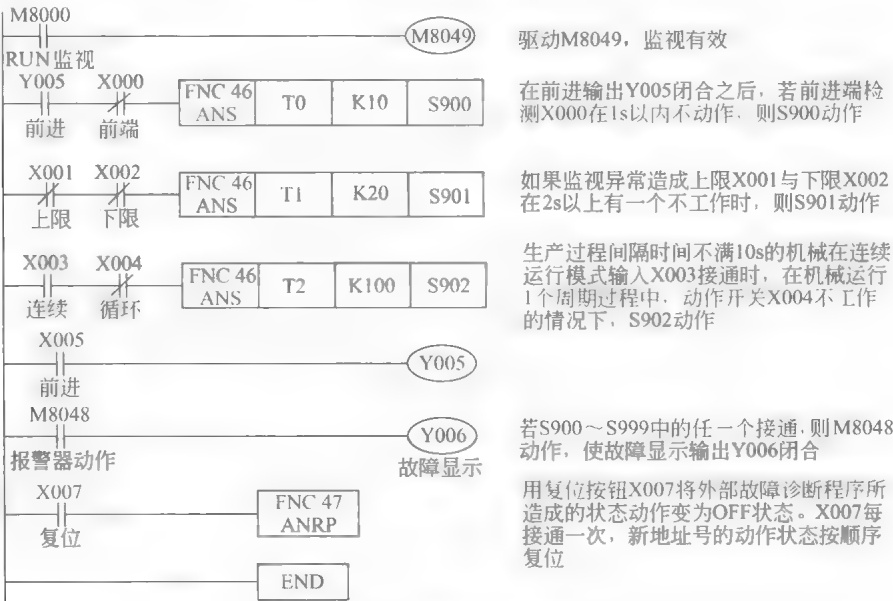 M8000
M8049
驱动M8049，监视有效
RUN监视
Y005 X000
FNC 46
ANS
T0
K10
S900
前进 前端
在前进输出Y005闭合之后，若前进端检
测X000在1s以内不动作，则S900动作
X001 X002
FNC 46
ANS
T1
K20
S901
上限 下限
如果监视异常造成上限X001与下限X002
在2s以上有一个不工作时，则S901动作
X003 X004
FNC 46
ANS
T2
K100
S902
连续 循环
生产过程间隔时间不满10s的机械在连续
运行模式输入X003接通时，在机械运行
1个周期过程中，动作开关X004不工作
的情况下，S902动作
X005
Y005
前进
M8048
Y006
报警器动作
故障显示
若S900～S999中的任一个接通，则M8048
动作，使故障显示输出Y006闭合
X007
FNC 47
ANRP
复位
用复位按钮X007将外部故障诊断程序所
造成的状态动作变为OFF状态。X007每
接通一次，新地址号的动作状态按顺序
复位
END